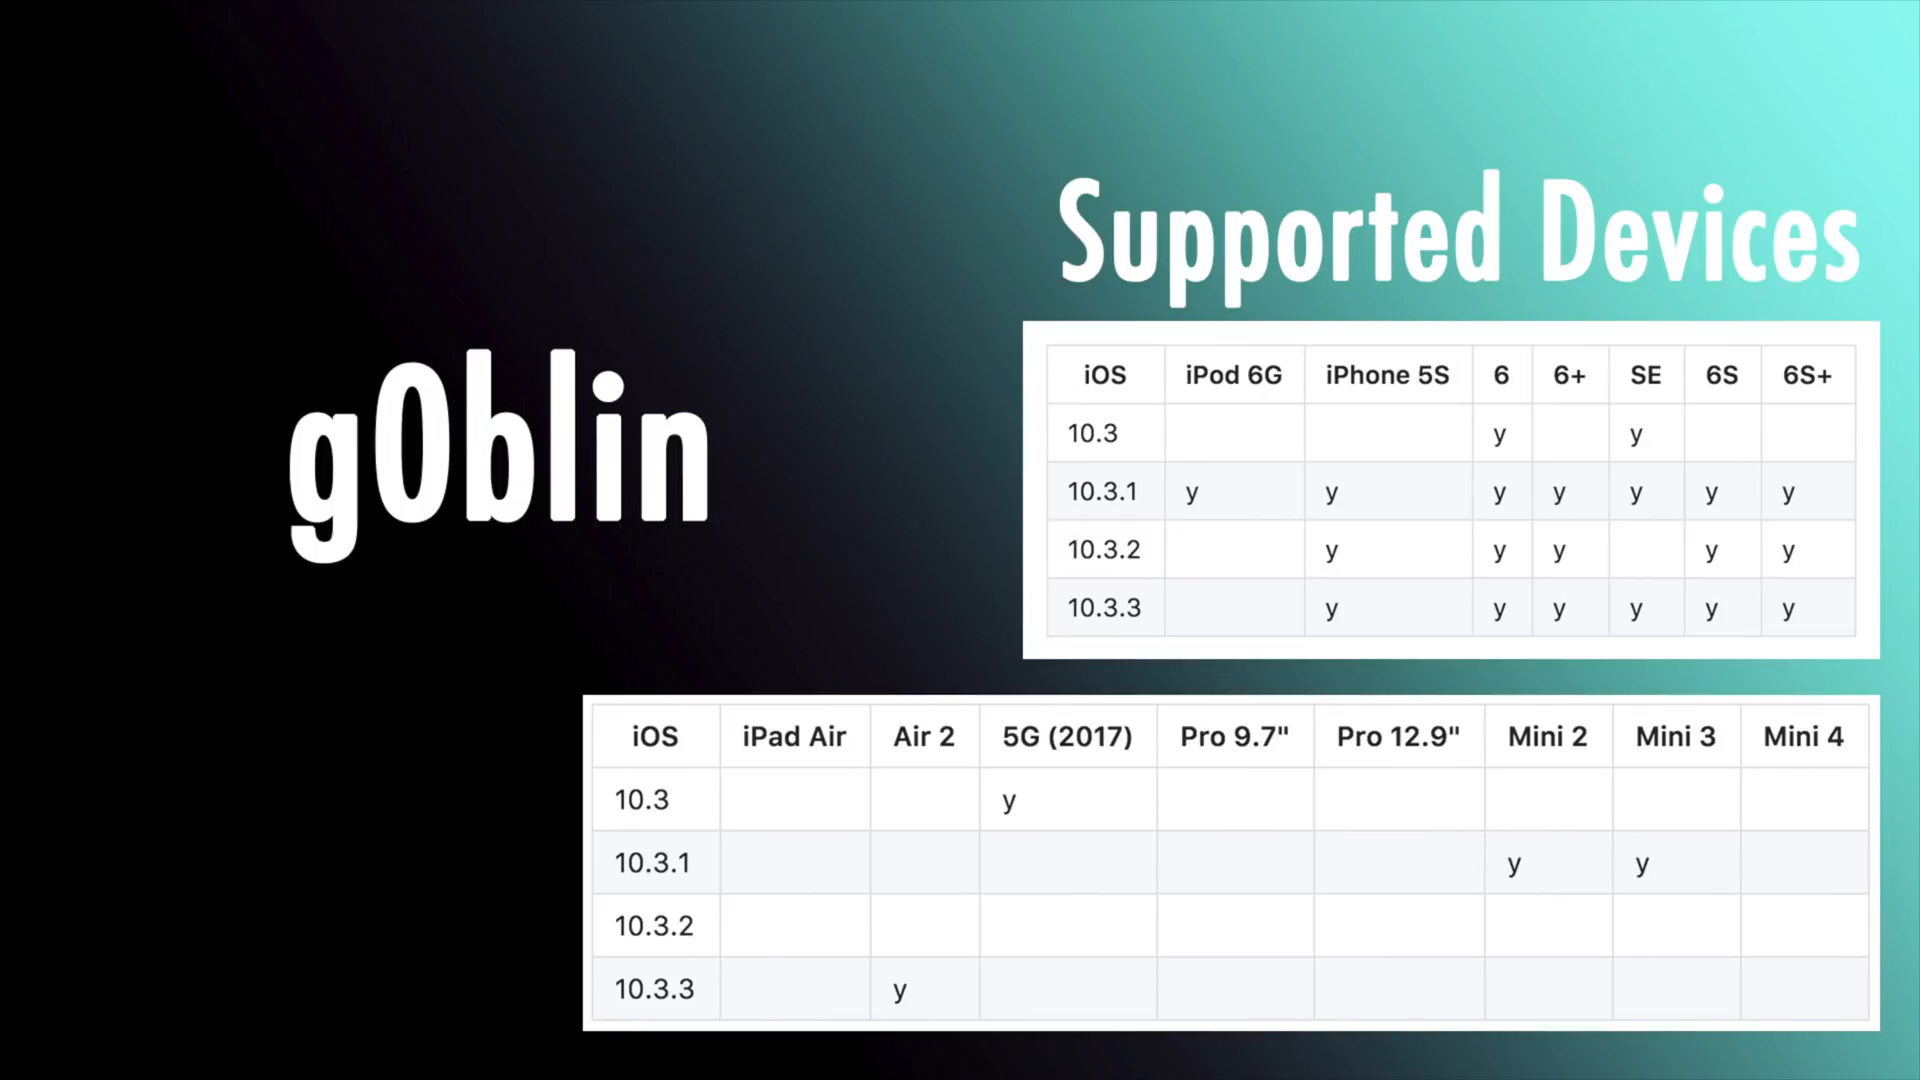 Supported Devices
g0blin
iOS iPod 6G iPhone 5S 6 6+ SE 6S 6S+
10.3 y y
10.3.1 y y y y y y y
10.3.2 y y y y y
10.3.3 y y y y y y
iOS iPad Air Air 2 5G (2017) Pro 9.7" Pro 12.9" Mini 2 Mini 3 Mini 4
10.3 y
10.3.1 y y
10.3.2
10.3.3 y